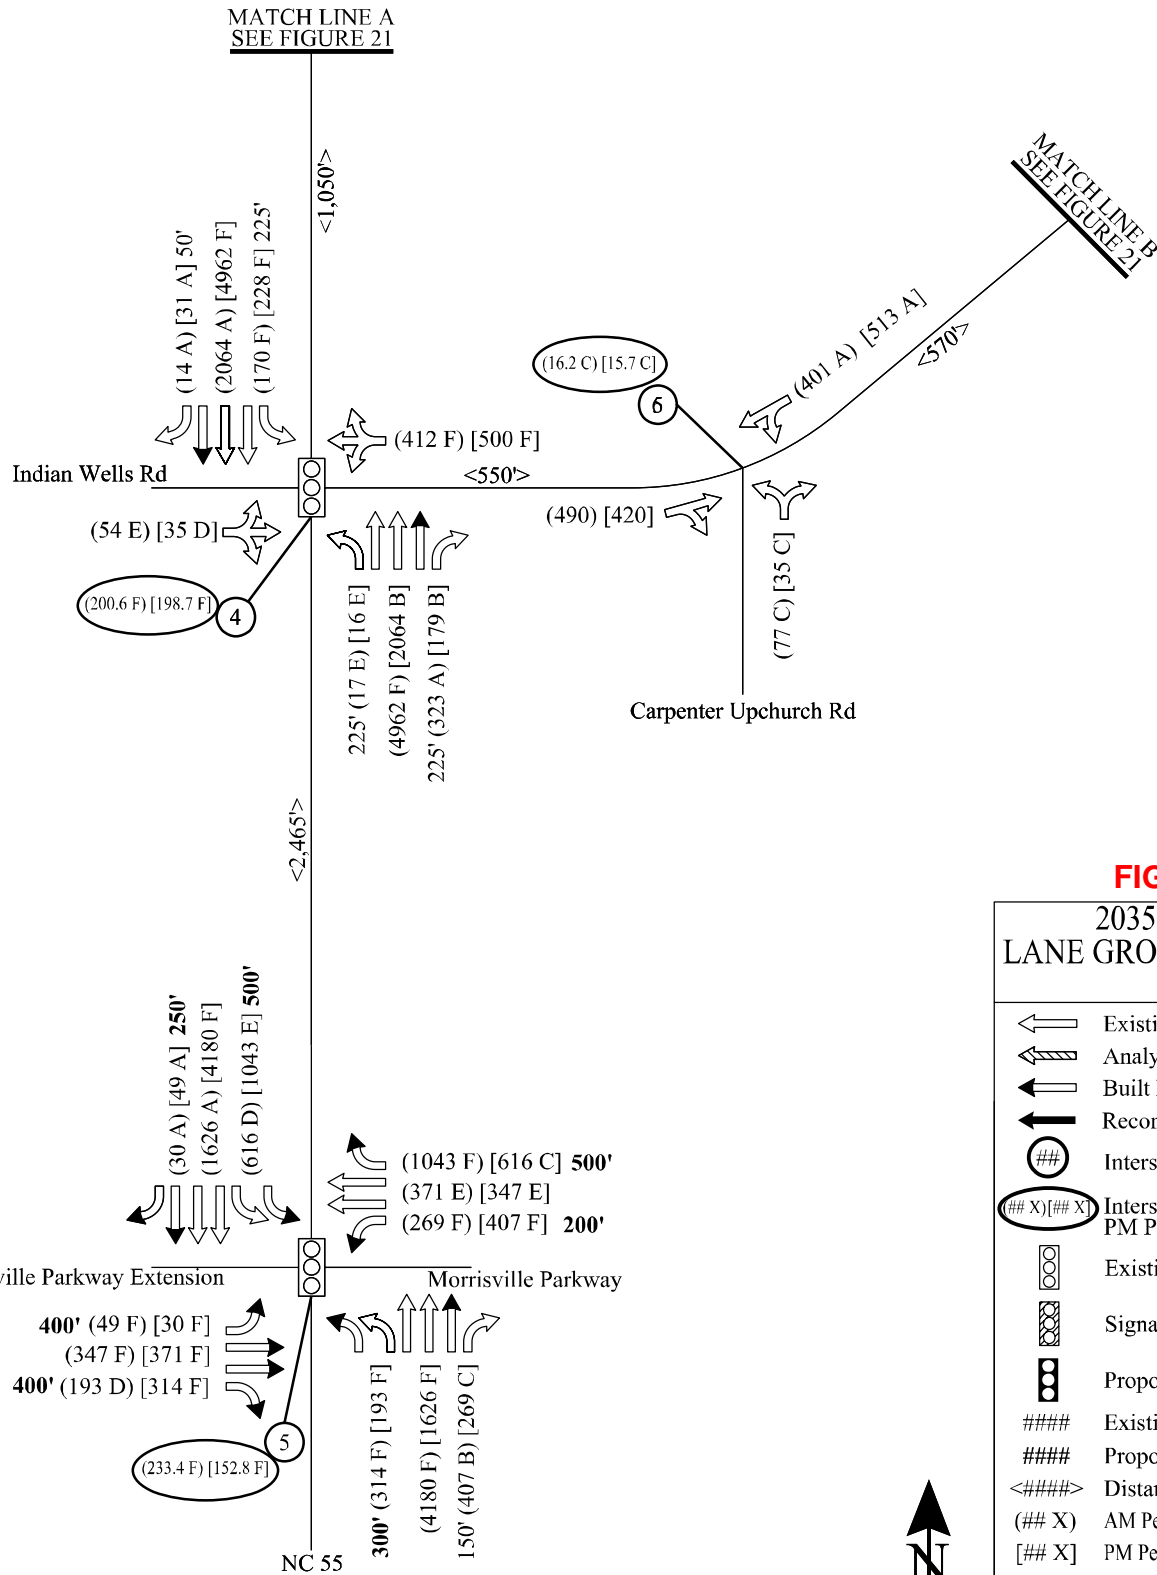 MATCH LINE A
SEE FIGURE 21
<1,050'>
MATCH LINE B
SEE FIGURE 21
<570'>
(401 A) [513 A]
(16.2 C) [15.7 C]
6
(14 A) [31 A] 50'
(2064 A) [4962 F]
(170 F) [228 F] 225'
(412 F) [500 F]
Indian Wells Rd
<550'>
(490) [420]
(54 E) [35 D]
(77 C) [35 C]
(200.6 F) [198.7 F]
4
225' (17 E) [16 E]
(4962 F) [2064 B]
225' (323 A) [179 B]
Carpenter Upchurch Rd
<2,465'>
(30 A) [49 A] 250'
(1626 A) [4180 F]
(616 D) [1043 E] 500'
(1043 F) [616 C] 500'
(371 E) [347 E]
(269 F) [407 F] 200'
ville Parkway Extension
Morrisville Parkway
400' (49 F) [30 F]
(347 F) [371 F]
400' (193 D) [314 F]
5
(233.4 F) [152.8 F]
300' (314 F) [193 F]
(4180 F) [1626 F]
150' (407 B) [269 C]
NC 55
N
FIG
2035
LANE GRO
Existi
Analy
Built
Recor
## Inters
(## X)[## X] Inters
PM P
Existi
Signa
Propo
#### Existi
#### Propo
<####> Distan
(## X) AM Pe
[## X] PM Pe